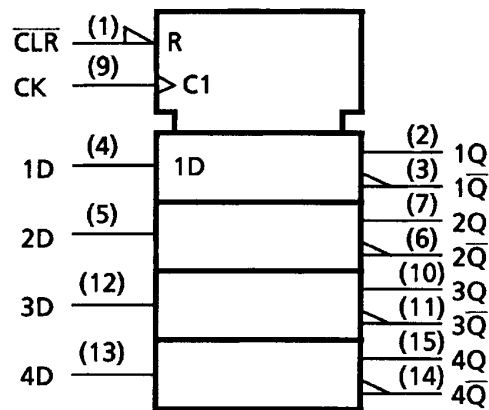 C̅L̅R̅ (1) R
CK (9) C1
1D (4) 1D (2) 1Q
(3) 1Q̅
2D (5) (7) 2Q
(6) 2Q̅
3D (12) (10) 3Q
(11) 3Q̅
4D (13) (15) 4Q
(14) 4Q̅